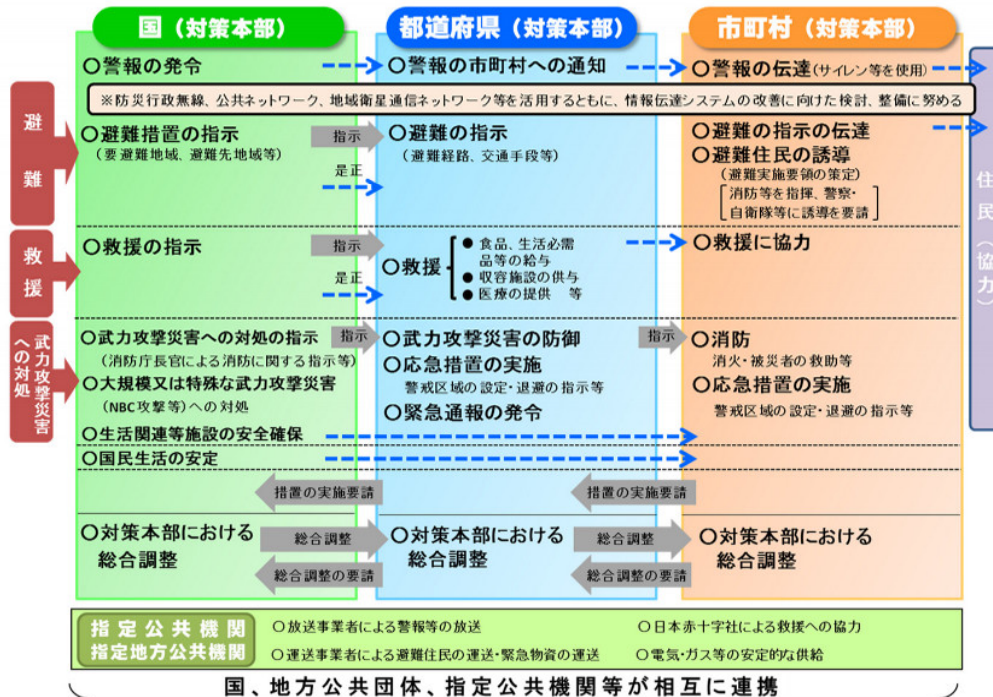 国（対策本部）
都道府県（対策本部）
市町村（対策本部）
〇警報の発令
〇警報の市町村への通知
〇警報の伝達（サイレン等を使用）
※防災行政無線、公共ネットワーク、地域衛星通信ネットワーク等を活用するともに、情報伝達システムの改善に向けた検討、整備に努める
避難
〇避難措置の指示
（要避難地域、避難先地域等）
指示
是正
〇避難の指示
（避難経路、交通手段等）
〇避難の指示の伝達
〇避難住民の誘導
（避難実施要領の策定）
消防等を指揮、警察・
自衛隊等に誘導を要請
住民（協力）
救援
〇救援の指示
指示
是正
〇救援
● 食品、生活必需
品等の給与
● 収容施設の供与
● 医療の提供　等
〇救援に協力
武力攻撃災害
への対処
〇武力攻撃災害への対処の指示
（消防庁長官による消防に関する指示等）
〇大規模又は特殊な武力攻撃災害
（NBC攻撃等）への対処
指示
〇武力攻撃災害の防御
〇応急措置の実施
警戒区域の設定・退避の指示等
〇緊急通報の発令
指示
〇消防
消火・被災者の救助等
〇応急措置の実施
警戒区域の設定・退避の指示等
〇生活関連等施設の安全確保
〇国民生活の安定
措置の実施要請
措置の実施要請
〇対策本部における
総合調整
総合調整
総合調整の要請
〇対策本部における
総合調整
総合調整
総合調整の要請
〇対策本部における
総合調整
指定公共機関
指定地方公共機関
〇放送事業者による警報等の放送
〇日本赤十字社による救援への協力
〇運送事業者による避難住民の運送・緊急物資の運送
〇電気・ガス等の安定的な供給
国、地方公共団体、指定公共機関等が相互に連携